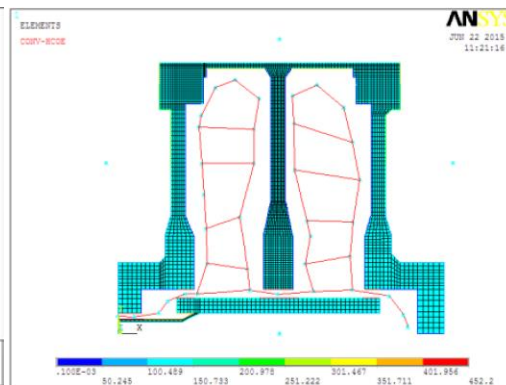 ANSYS
ELEMENTS
CONV-MODE
JUN 22 2015
11:21:16
X
.100E-03 100.489 200.978 301.467 401.956
50.245 150.733 251.222 351.711 452.2